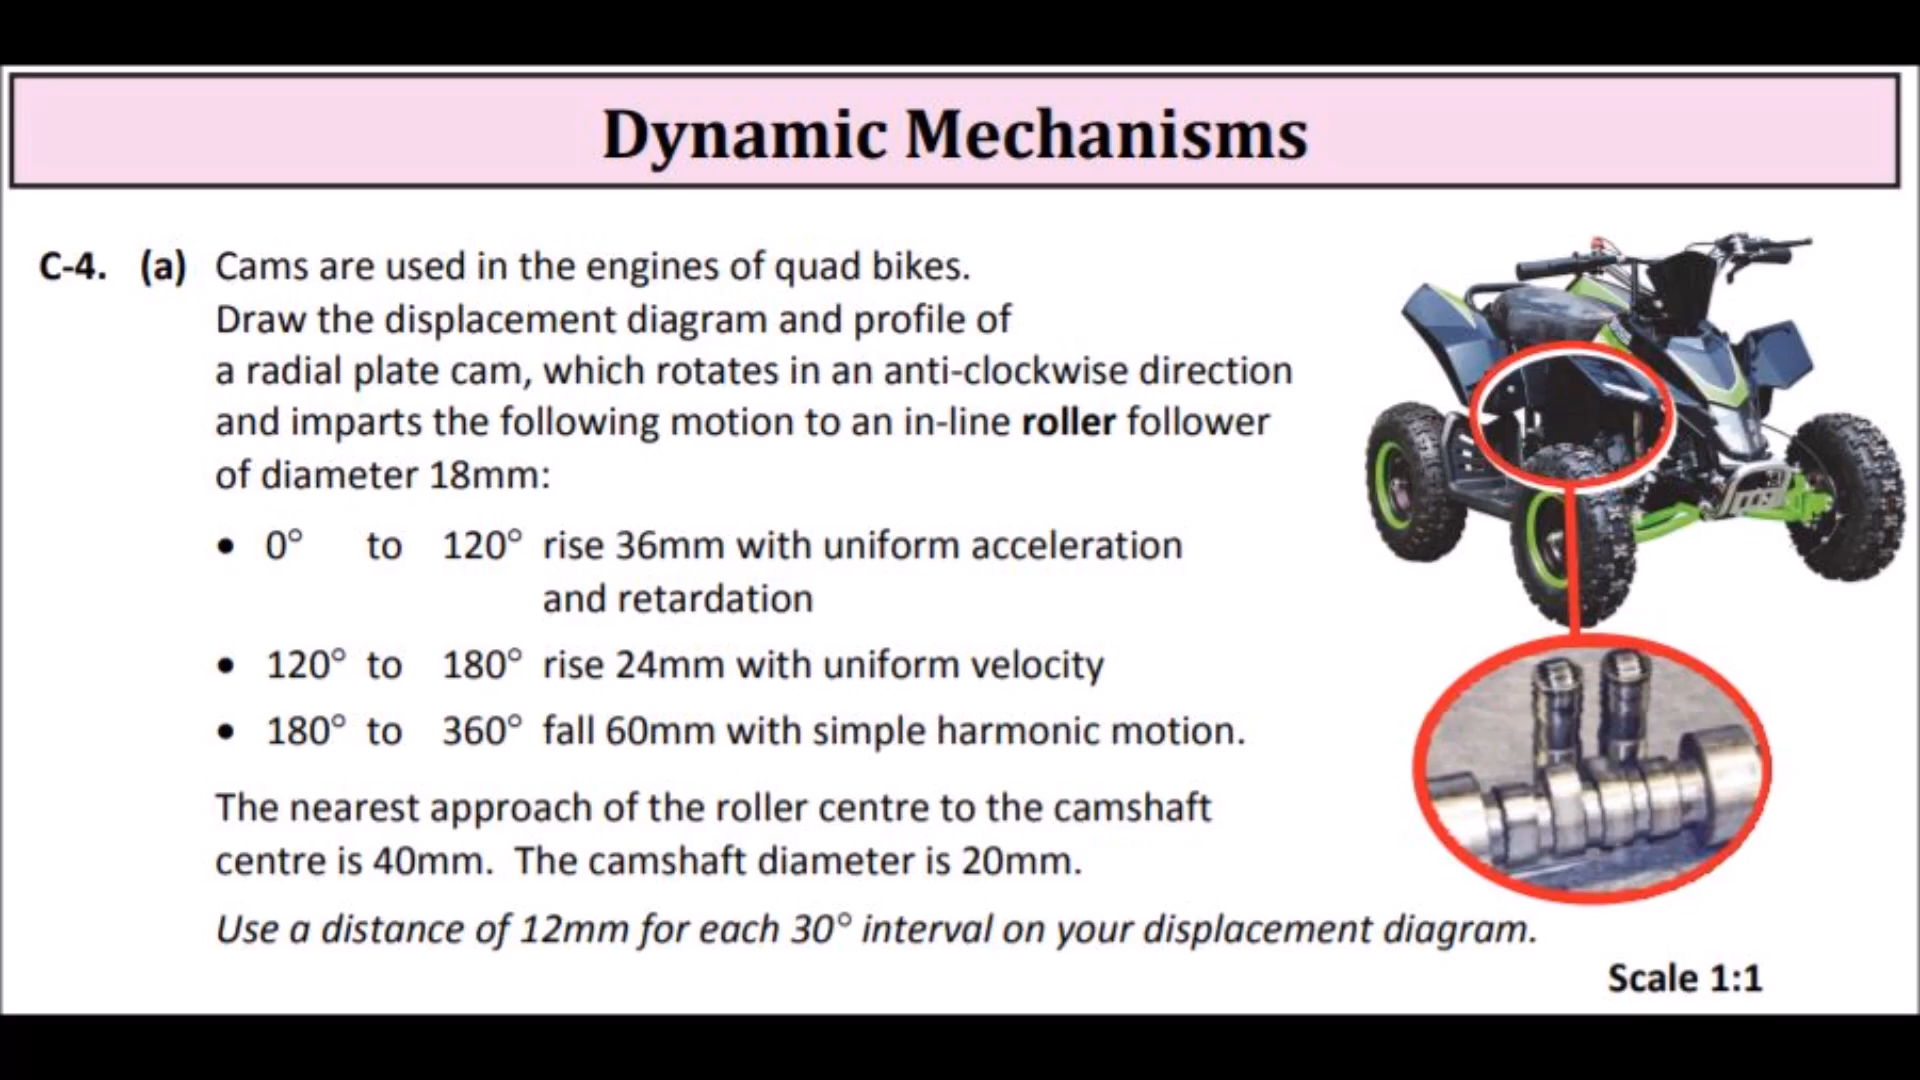 Dynamic Mechanisms
C-4. (a) Cams are used in the engines of quad bikes.
Draw the displacement diagram and profile of
a radial plate cam, which rotates in an anti-clockwise direction
and imparts the following motion to an in-line roller follower
of diameter 18mm:
• 0° to 120° rise 36mm with uniform acceleration
and retardation
• 120° to 180° rise 24mm with uniform velocity
• 180° to 360° fall 60mm with simple harmonic motion.
The nearest approach of the roller centre to the camshaft
centre is 40mm. The camshaft diameter is 20mm.
Use a distance of 12mm for each 30° interval on your displacement diagram.
Scale 1:1